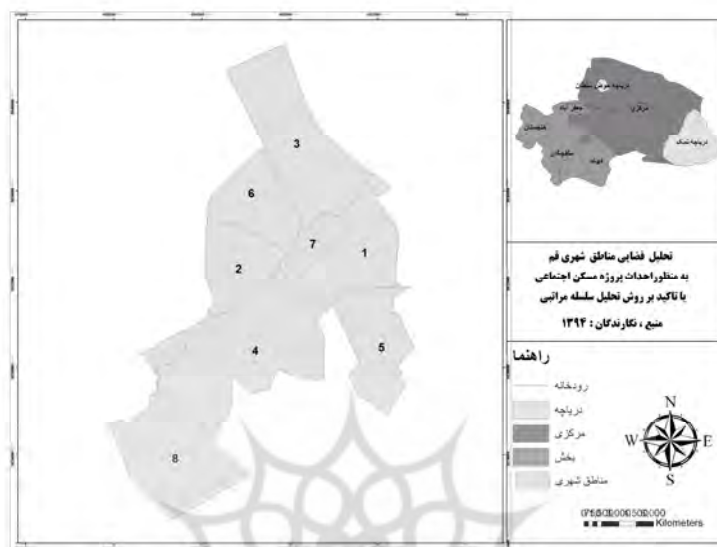 3
6
7
1
2
4
5
8
دریاچه حوض سلطان
مرکزی
جعفر آباد
خلجستان
سلفچگان
کهک
دریاچه نمک
تحلیل فضایی مناطق شهری قم
به منظور احداث پروژه مسکن اجتماعی
با تاکید بر روش تحلیل سلسله مراتبی
منبع ، نگارندگان : ۱۳۹۴
راهنما
رودخانه
دریاچه
مرکزی
بخش
مناطق شهری
N
W E
S
Kilometers